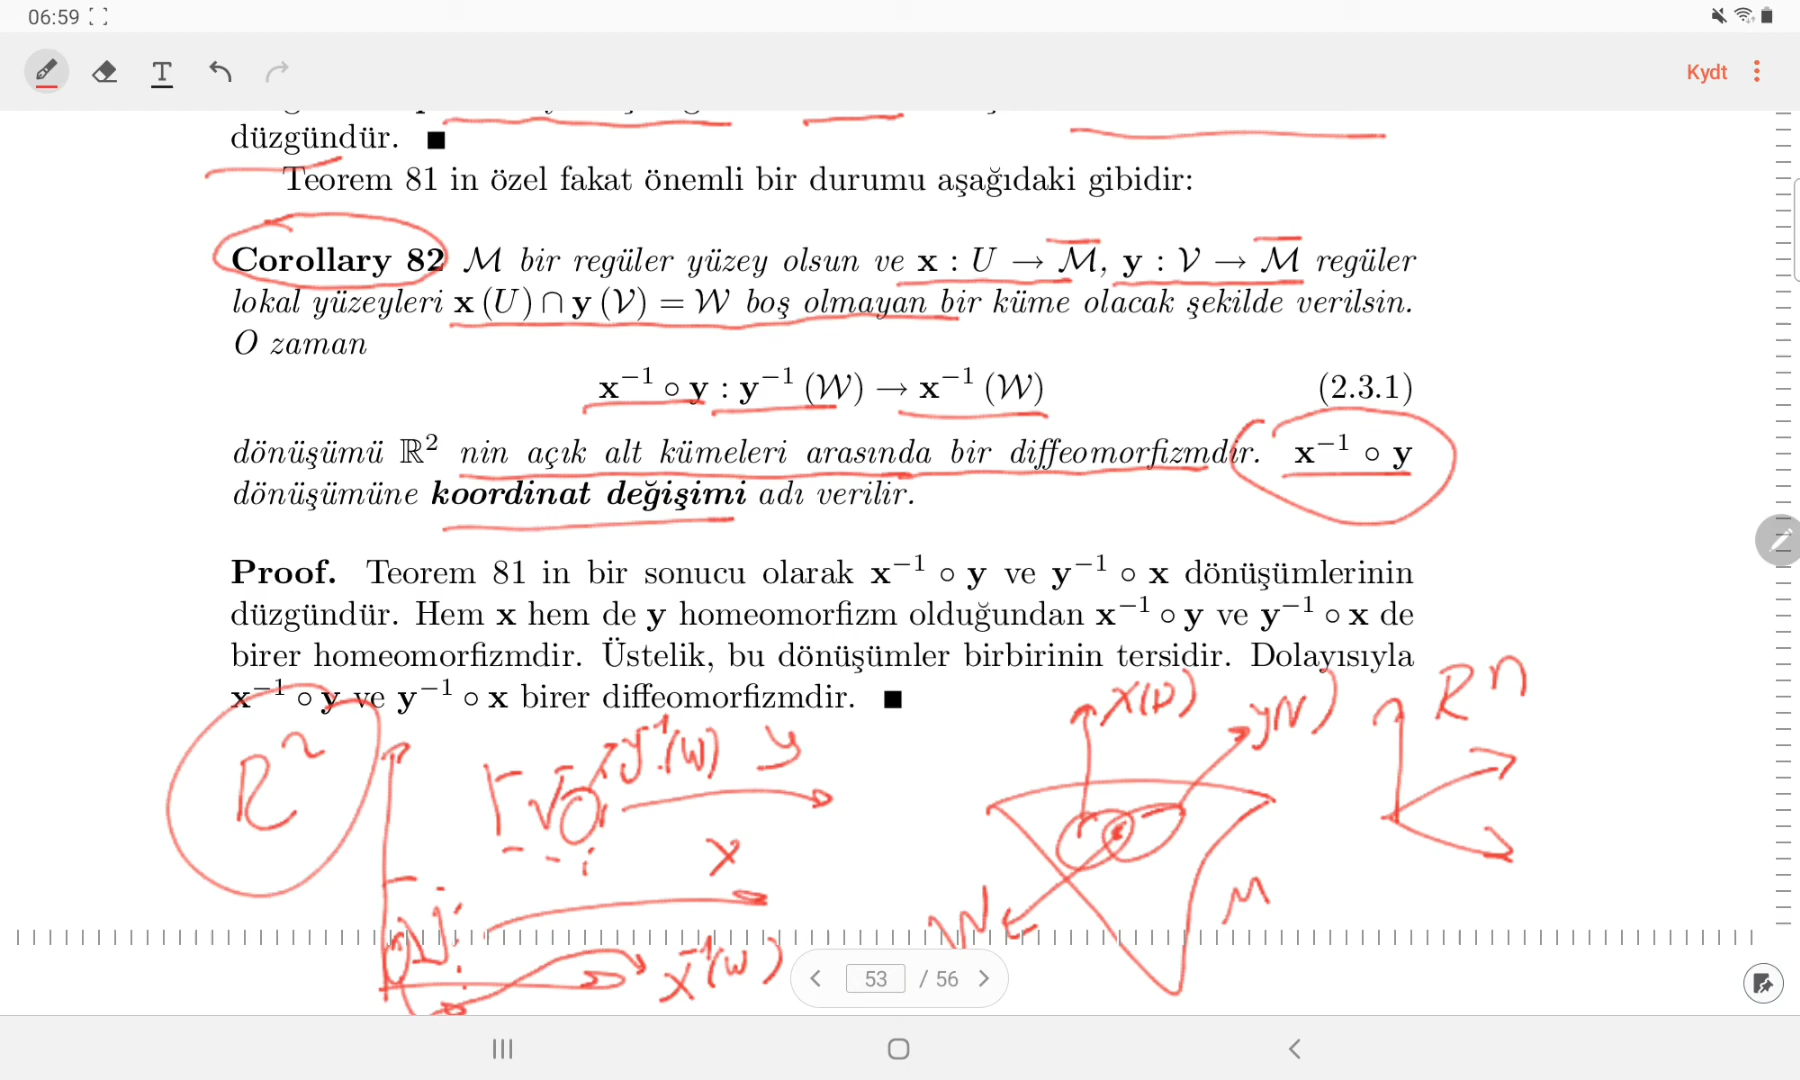 06:59
T
Kydt
düzgündür. ■
Teorem 81 in özel fakat önemli bir durumu aşağıdaki gibidir:
Corollary 82 ℳ bir regüler yüzey olsun ve x : U → ℳ, y : 𝒱 → ℳ regüler
lokal yüzeyleri x (U) ∩ y (𝒱) = 𝒲 boş olmayan bir küme olacak şekilde verilsin.
O zaman
x⁻¹ ∘ y : y⁻¹ (𝒲) → x⁻¹ (𝒲) (2.3.1)
dönüşümü ℝ² nin açık alt kümeleri arasında bir diffeomorfizmdir. x⁻¹ ∘ y
dönüşümüne koordinat değişimi adı verilir.
Proof. Teorem 81 in bir sonucu olarak x⁻¹ ∘ y ve y⁻¹ ∘ x dönüşümlerinin
düzgündür. Hem x hem de y homeomorfizm olduğundan x⁻¹ ∘ y ve y⁻¹ ∘ x de
birer homeomorfizmdir. Üstelik, bu dönüşümler birbirinin tersidir. Dolayısıyla
x⁻¹ ∘ y ve y⁻¹ ∘ x birer diffeomorfizmdir. ■
R² V y⁻¹(W) y x(U) y(V) Rⁿ
x
U W M
x⁻¹(W)
53 / 56